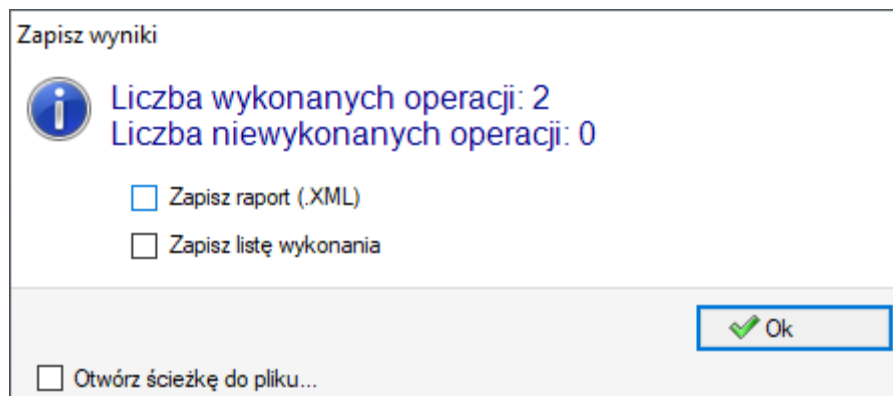 Zapisz wyniki
Liczba wykonanych operacji: 2
Liczba niewykonanych operacji: 0
Zapisz raport (.XML)
Zapisz listę wykonania
Ok
Otwórz ścieżkę do pliku...